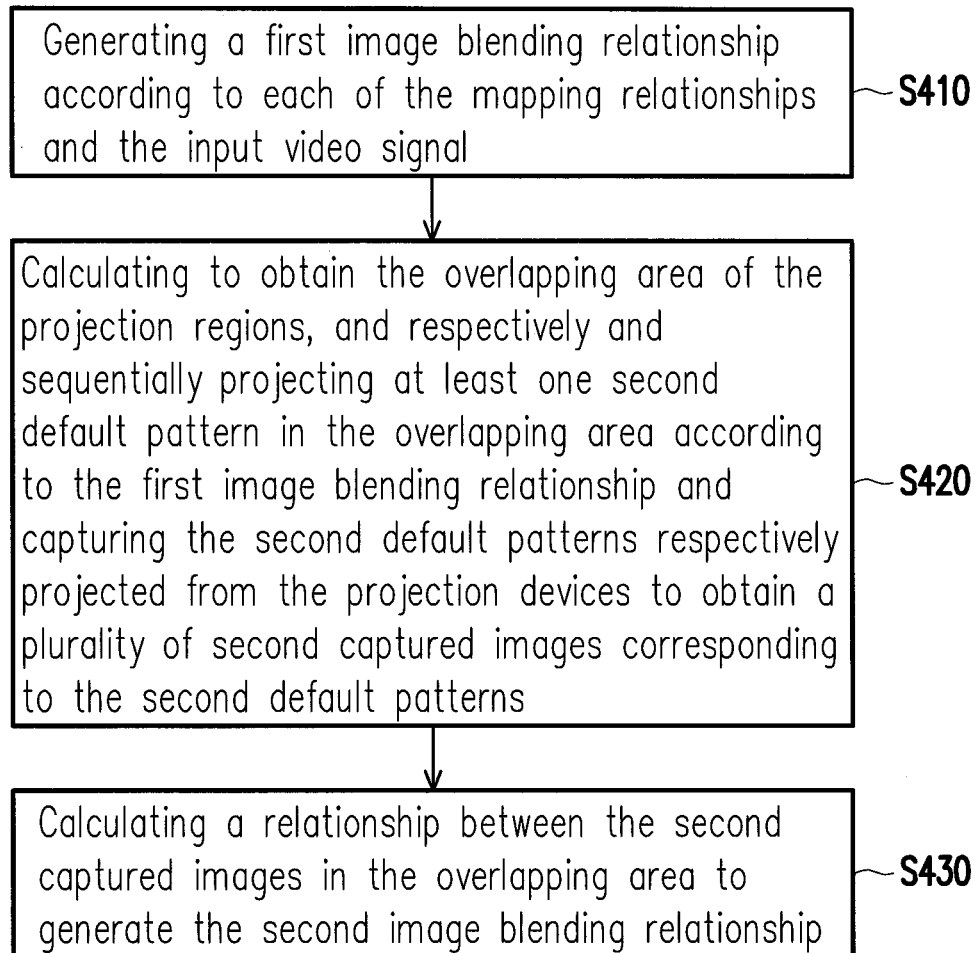 Generating a first image blending relationship
according to each of the mapping relationships
and the input video signal
S410
Calculating to obtain the overlapping area of the
projection regions, and respectively and
sequentially projecting at least one second
default pattern in the overlapping area according
to the first image blending relationship and
capturing the second default patterns respectively
projected from the projection devices to obtain a
plurality of second captured images corresponding
to the second default patterns
S420
Calculating a relationship between the second
captured images in the overlapping area to
generate the second image blending relationship
S430